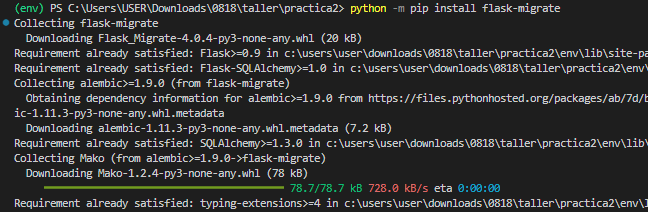 (env) PS C:\Users\USER\Downloads\0818\taller\practica2> python -m pip install flask-migrate
Collecting flask-migrate
Downloading Flask_Migrate-4.0.4-py3-none-any.whl (20 kB)
Requirement already satisfied: Flask>=0.9 in c:\users\user\downloads\0818\taller\practica2\env\lib\site-pa
Requirement already satisfied: Flask-SQLAlchemy>=1.0 in c:\users\user\downloads\0818\taller\practica2\env\
Collecting alembic>=1.9.0 (from flask-migrate)
Obtaining dependency information for alembic>=1.9.0 from https://files.pythonhosted.org/packages/ab/7d/b
ic-1.11.3-py3-none-any.whl.metadata
Downloading alembic-1.11.3-py3-none-any.whl.metadata (7.2 kB)
Requirement already satisfied: SQLAlchemy>=1.3.0 in c:\users\user\downloads\0818\taller\practica2\env\lib\
Collecting Mako (from alembic>=1.9.0->flask-migrate)
Downloading Mako-1.2.4-py3-none-any.whl (78 kB)
78.7/78.7 kB 728.0 kB/s eta 0:00:00
Requirement already satisfied: typing-extensions>=4 in c:\users\user\downloads\0818\taller\practica2\env\l